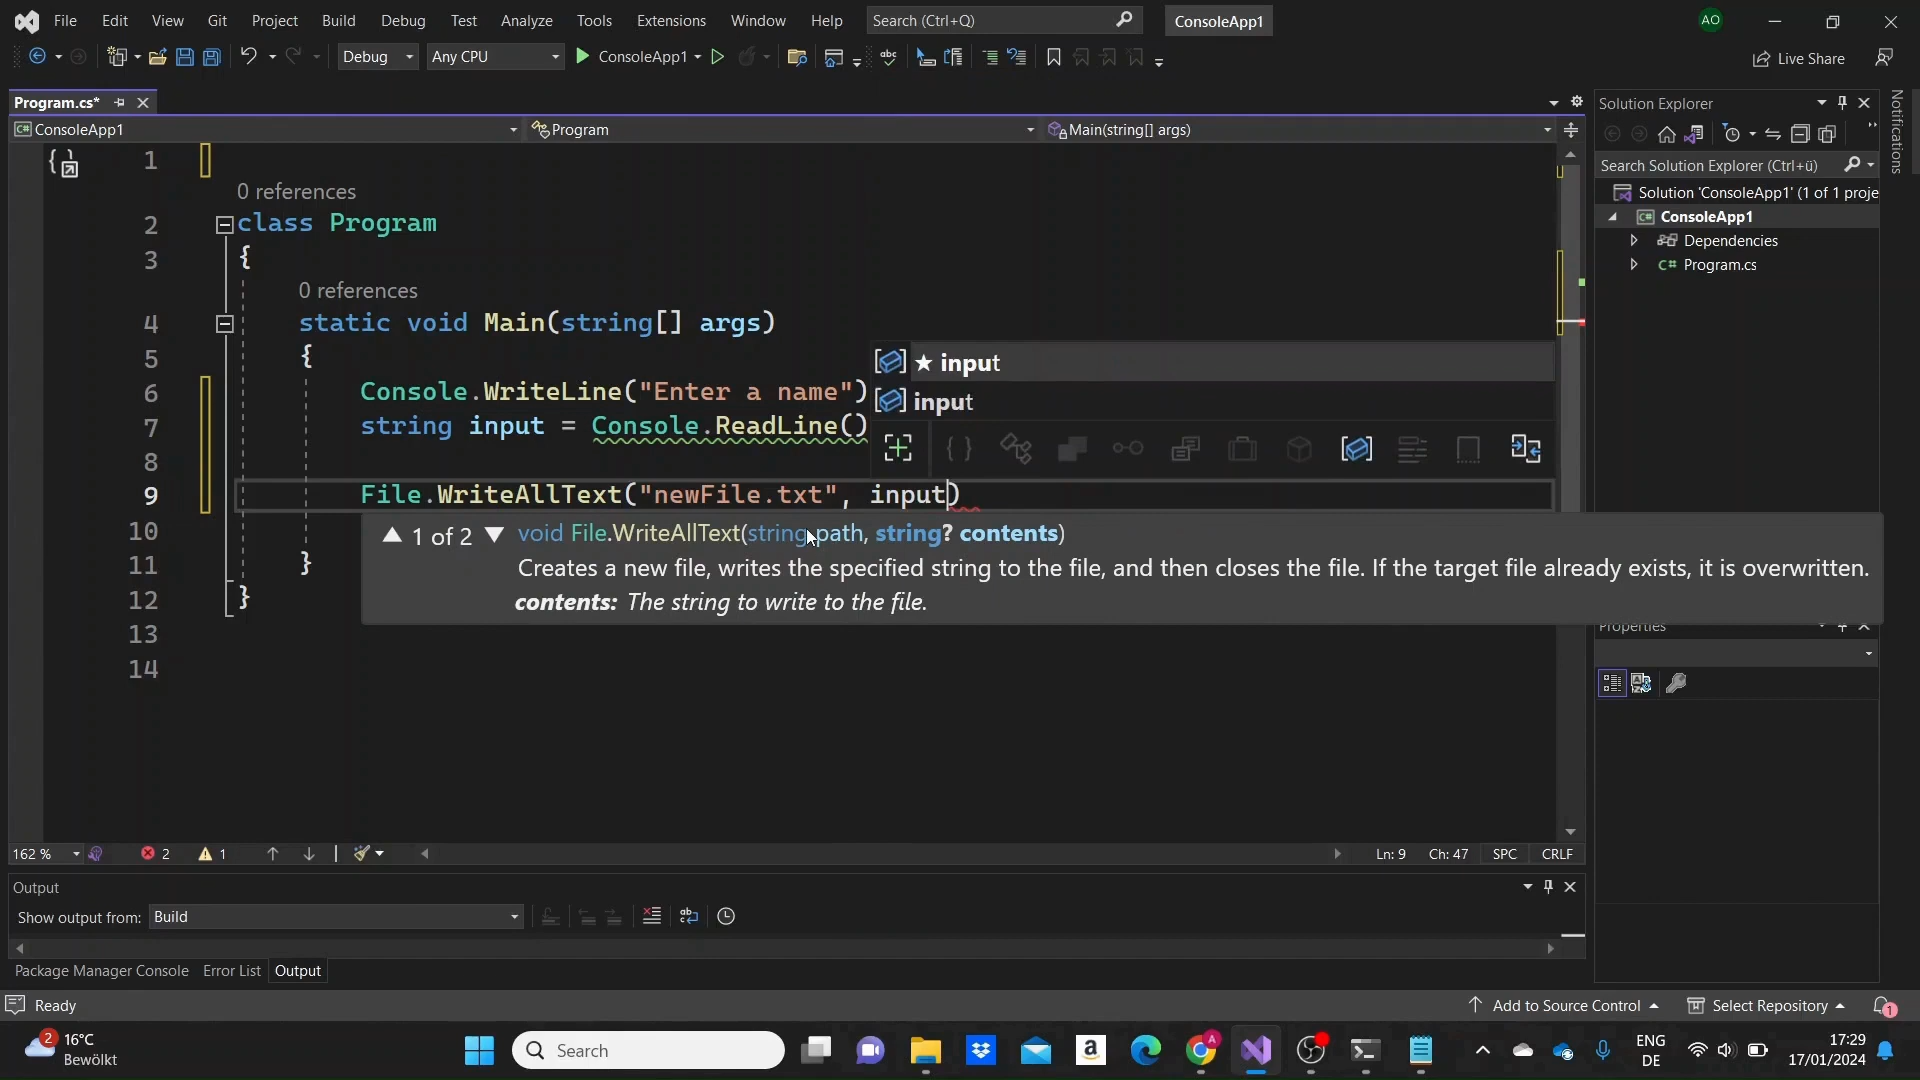 File Edit View Git Project Build Debug Test Analyze Tools Extensions Window Help Search (Ctrl+Q) ConsoleApp1 AO
Debug Any CPU ConsoleApp1 Live Share
Program.cs*
ConsoleApp1 Program Main(string[] args)
1
0 references
2 class Program
3 {
0 references
4 static void Main(string[] args)
5 {
6 Console.WriteLine("Enter a name")
7 string input = Console.ReadLine()
8
9 File.WriteAllText("newFile.txt", input)
10
11 }
12 }
13
14
★ input
input
1 of 2 void File.WriteAllText(string path, string? contents)
Creates a new file, writes the specified string to the file, and then closes the file. If the target file already exists, it is overwritten.
contents: The string to write to the file.
Solution Explorer
Search Solution Explorer (Ctrl+ü)
Solution 'ConsoleApp1' (1 of 1 proje
ConsoleApp1
Dependencies
C# Program.cs
Notifications
Properties
162 % 2 1 Ln: 9 Ch: 47 SPC CRLF
Output
Show output from: Build
Package Manager Console Error List Output
Ready Add to Source Control Select Repository 1
2 16°C
Bewölkt
Search
ENG
DE
17:29
17/01/2024